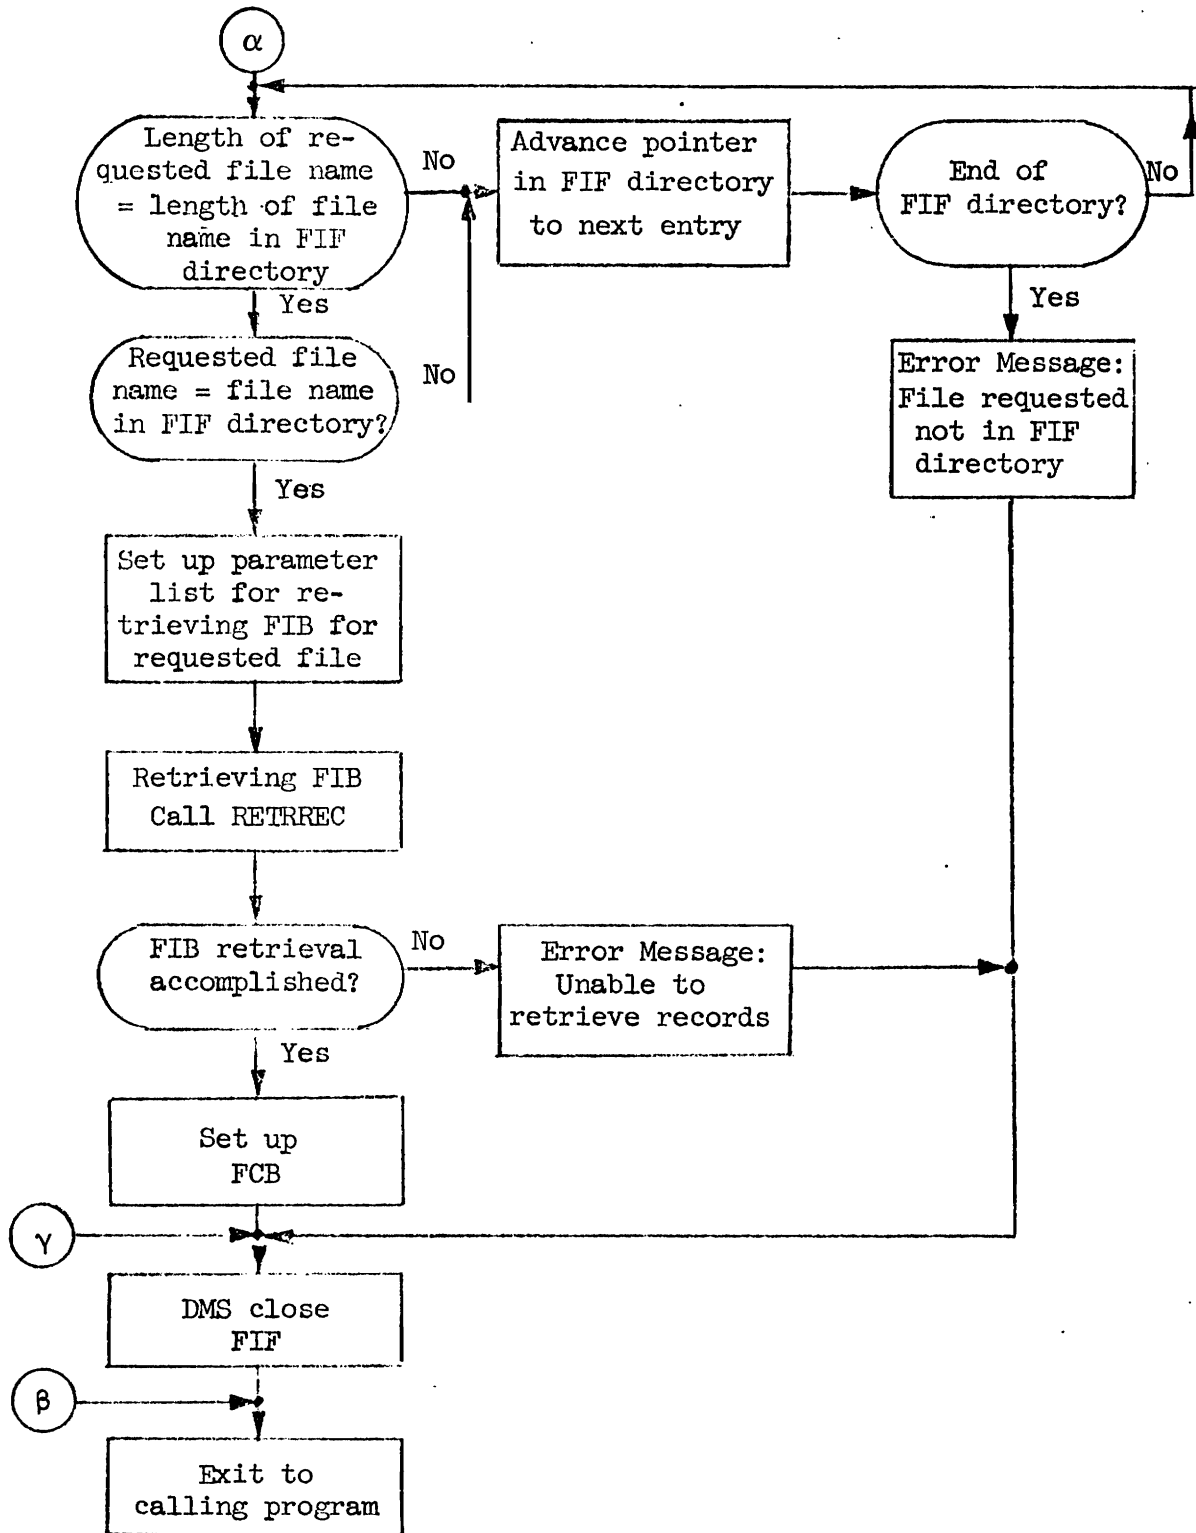 α
Length of re-
quested file name
= length of file
name in FIF
directory
No
Advance pointer
in FIF directory
to next entry
End of
FIF directory?
No
Yes
Yes
Requested file
name = file name
in FIF directory?
No
Error Message:
File requested
not in FIF
directory
Yes
Set up parameter
list for re-
trieving FIB for
requested file
Retrieving FIB
Call RETRREC
FIB retrieval
accomplished?
No
Error Message:
Unable to
retrieve records
Yes
Set up
FCB
γ
DMS close
FIF
β
Exit to
calling program